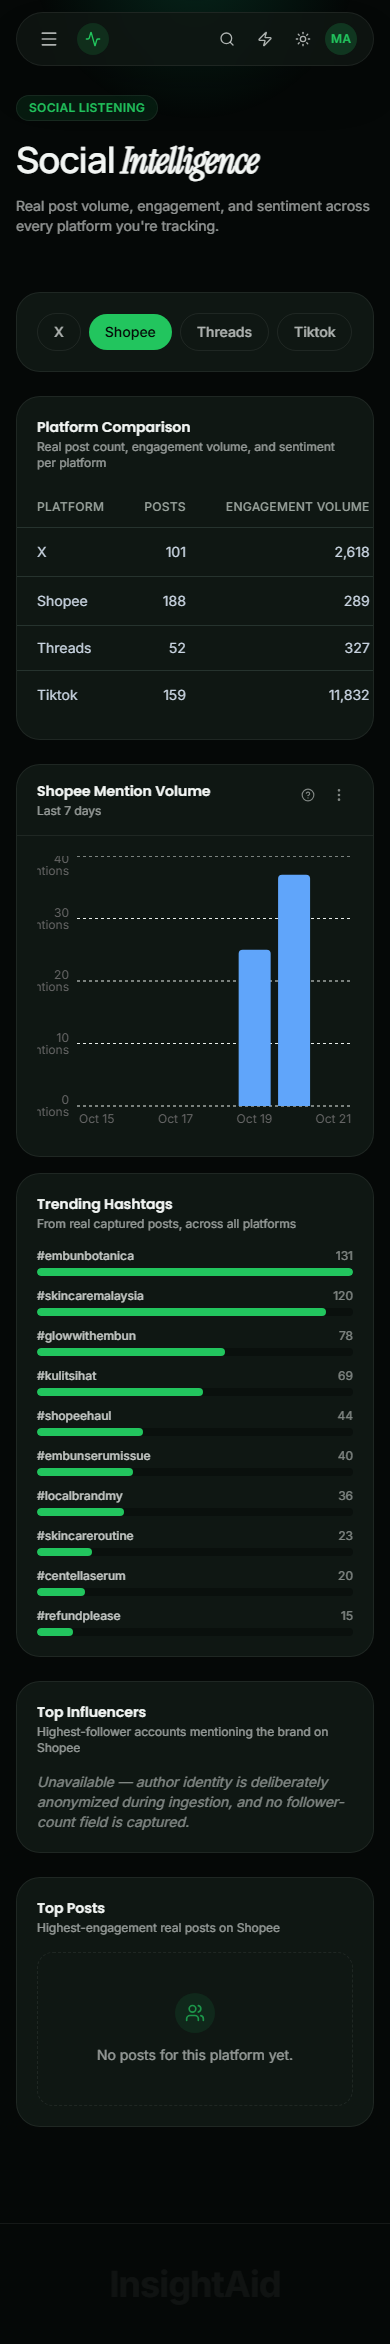 MA
SOCIAL LISTENING
Social Intelligence
Real post volume, engagement, and sentiment across
every platform you're tracking.
X Shopee Threads Tiktok
Platform Comparison
Real post count, engagement volume, and sentiment
per platform
PLATFORM POSTS ENGAGEMENT VOLUME
X 101 2,618
Shopee 188 289
Threads 52 327
Tiktok 159 11,832
Shopee Mention Volume
Last 7 days
40
ntions
30
ntions
20
ntions
10
ntions
0
ntions
Oct 15 Oct 17 Oct 19 Oct 21
Trending Hashtags
From real captured posts, across all platforms
#embunbotanica 131
#skincaremalaysia 120
#glowwithembun 78
#kulitsihat 69
#shopeehaul 44
#embunserumissue 40
#localbrandmy 36
#skincareroutine 23
#centellaserum 20
#refundplease 15
Top Influencers
Highest-follower accounts mentioning the brand on
Shopee
Unavailable — author identity is deliberately
anonymized during ingestion, and no follower-
count field is captured.
Top Posts
Highest-engagement real posts on Shopee
No posts for this platform yet.
InsightAid